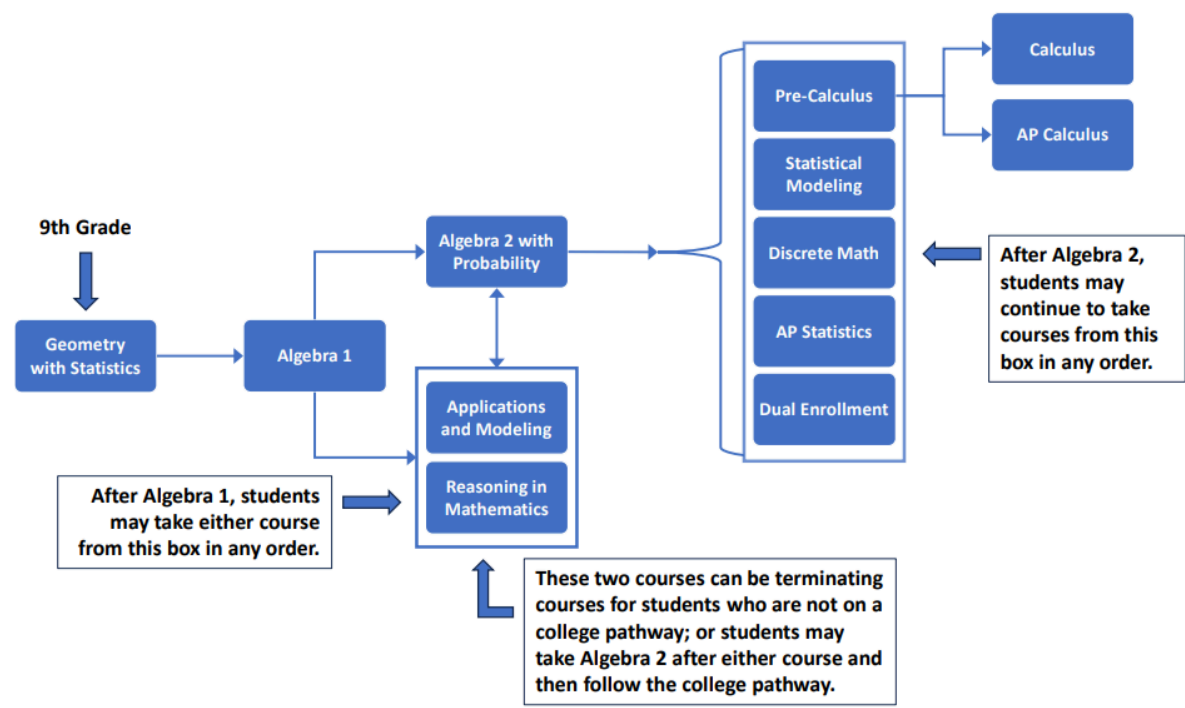 9th Grade
Geometry
with Statistics
Algebra 1
Algebra 2 with
Probability
Applications
and Modeling
Reasoning in
Mathematics
After Algebra 1, students
may take either course
from this box in any order.
These two courses can be terminating
courses for students who are not on a
college pathway; or students may
take Algebra 2 after either course and
then follow the college pathway.
Pre-Calculus
Statistical
Modeling
Discrete Math
AP Statistics
Dual Enrollment
Calculus
AP Calculus
After Algebra 2,
students may
continue to take
courses from this
box in any order.